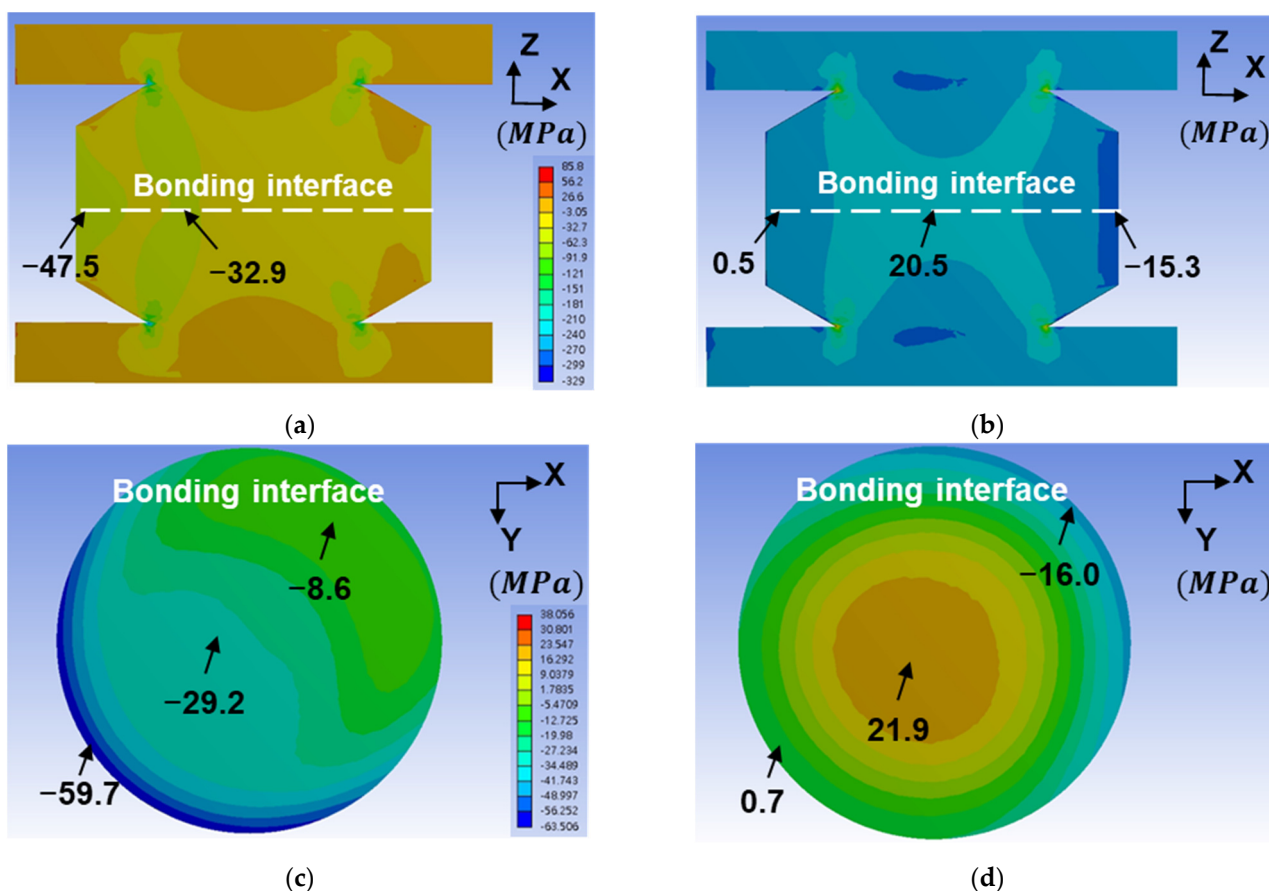 Z
X
(MPa)
85.8
56.2
26.6
-3.05
-32.7
-62.3
-91.9
-121
-151
-181
-210
-240
-270
-299
-329
Bonding interface
−47.5
−32.9
(a)
Z
X
(MPa)
Bonding interface
0.5
20.5
−15.3
(b)
Bonding interface
X
Y
(MPa)
−8.6
−29.2
−59.7
38.056
30.801
23.547
16.292
9.0379
1.7835
-5.4709
-12.725
-19.98
-27.234
-34.489
-41.743
-48.997
-56.252
-63.506
(c)
Bonding interface
X
Y
(MPa)
−16.0
21.9
0.7
(d)